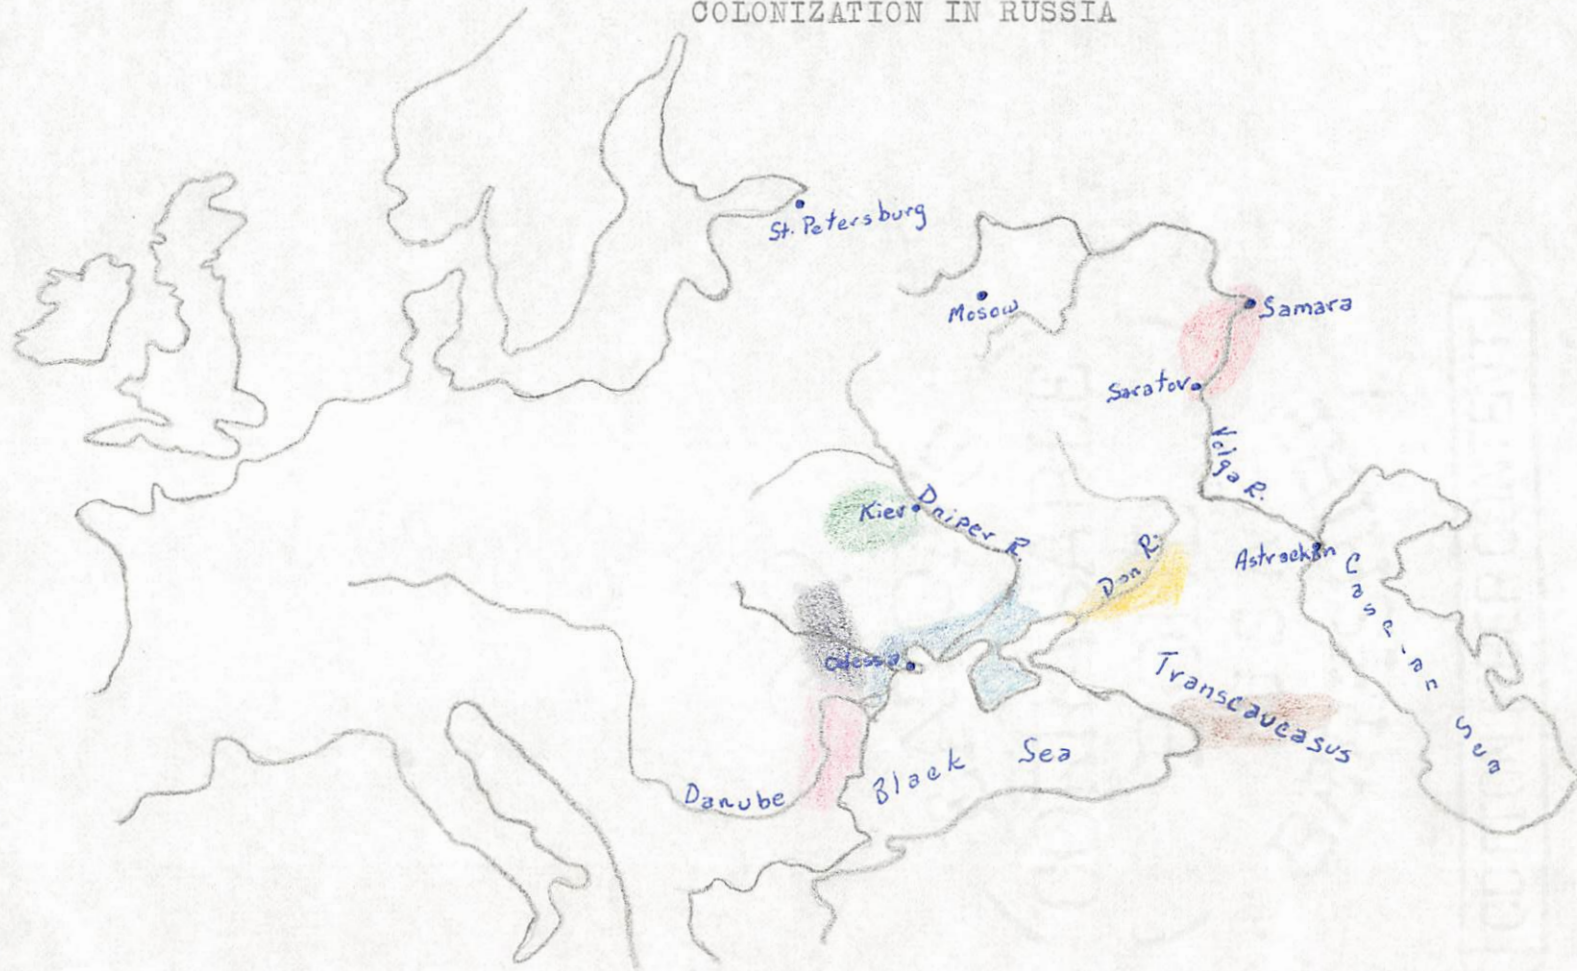 COLONIZATION IN RUSSIA
St. Petersburg
Mosow
Samara
Saratov
Volga R.
Kiev
Dniper R
Don R.
Astrachan
Caspian Sea
Odessa
Transcaucasus
Black Sea
Danube